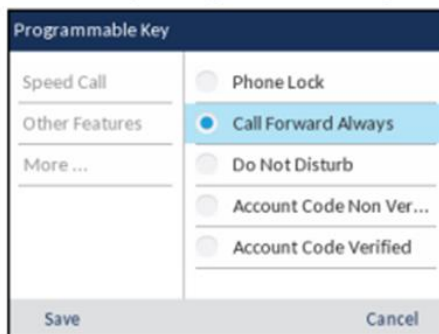 Programmable Key
Speed Call
Other Features
More ...
Phone Lock
Call Forward Always
Do Not Disturb
Account Code Non Ver...
Account Code Verified
Save
Cancel